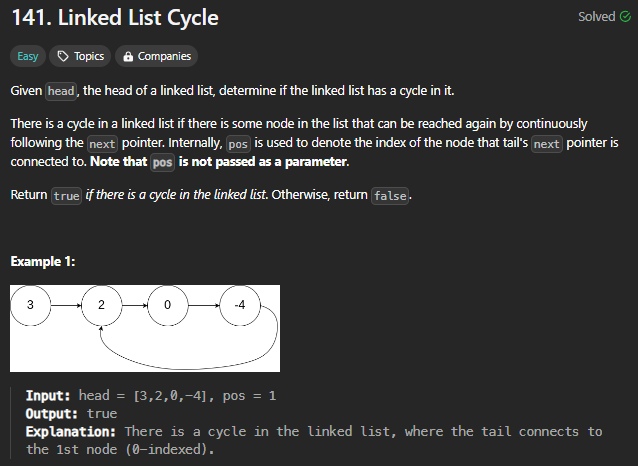 141. Linked List Cycle
Solved
Easy
Topics
Companies
Given head, the head of a linked list, determine if the linked list has a cycle in it.
There is a cycle in a linked list if there is some node in the list that can be reached again by continuously
following the next pointer. Internally, pos is used to denote the index of the node that tail's next pointer is
connected to. Note that pos is not passed as a parameter.
Return true if there is a cycle in the linked list. Otherwise, return false.
Example 1:
3 2 0 -4
Input: head = [3,2,0,-4], pos = 1
Output: true
Explanation: There is a cycle in the linked list, where the tail connects to
the 1st node (0-indexed).